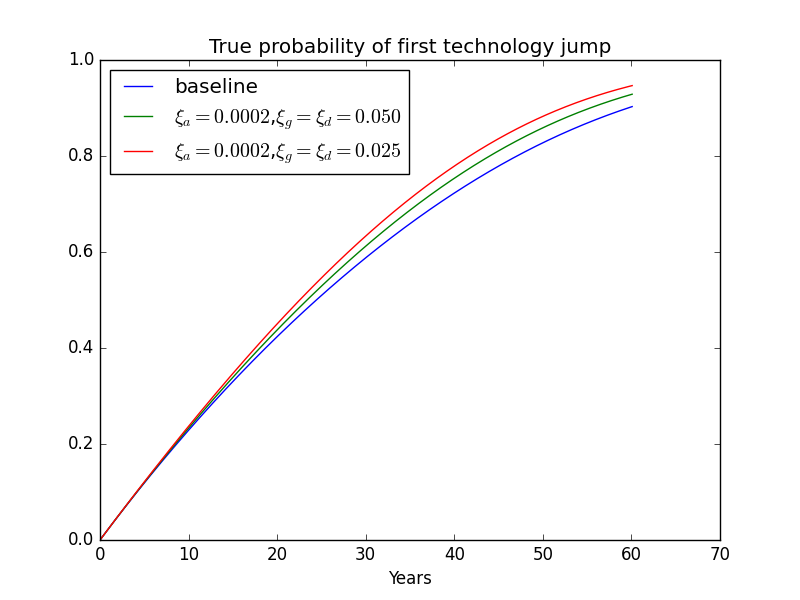 True probability of first technology jump
1.0
0.8
0.6
0.4
0.2
0.0
baseline
ξₐ = 0.0002,ξ_g = ξ_d = 0.050
ξₐ = 0.0002,ξ_g = ξ_d = 0.025
0 10 20 30 40 50 60 70
Years